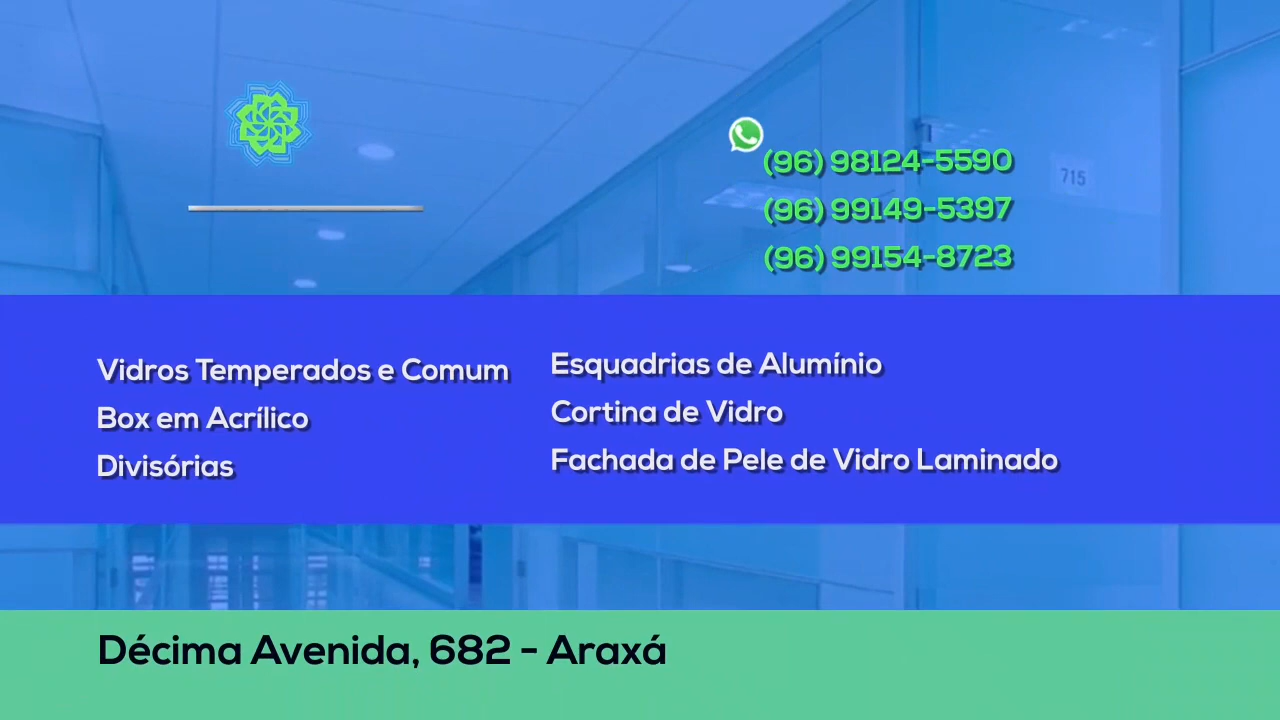 (96) 98124-5590
(96) 99149-5397
(96) 99154-8723
715
Vidros Temperados e Comum
Box em Acrílico
Divisórias
Esquadrias de Alumínio
Cortina de Vidro
Fachada de Pele de Vidro Laminado
Décima Avenida, 682 - Araxá